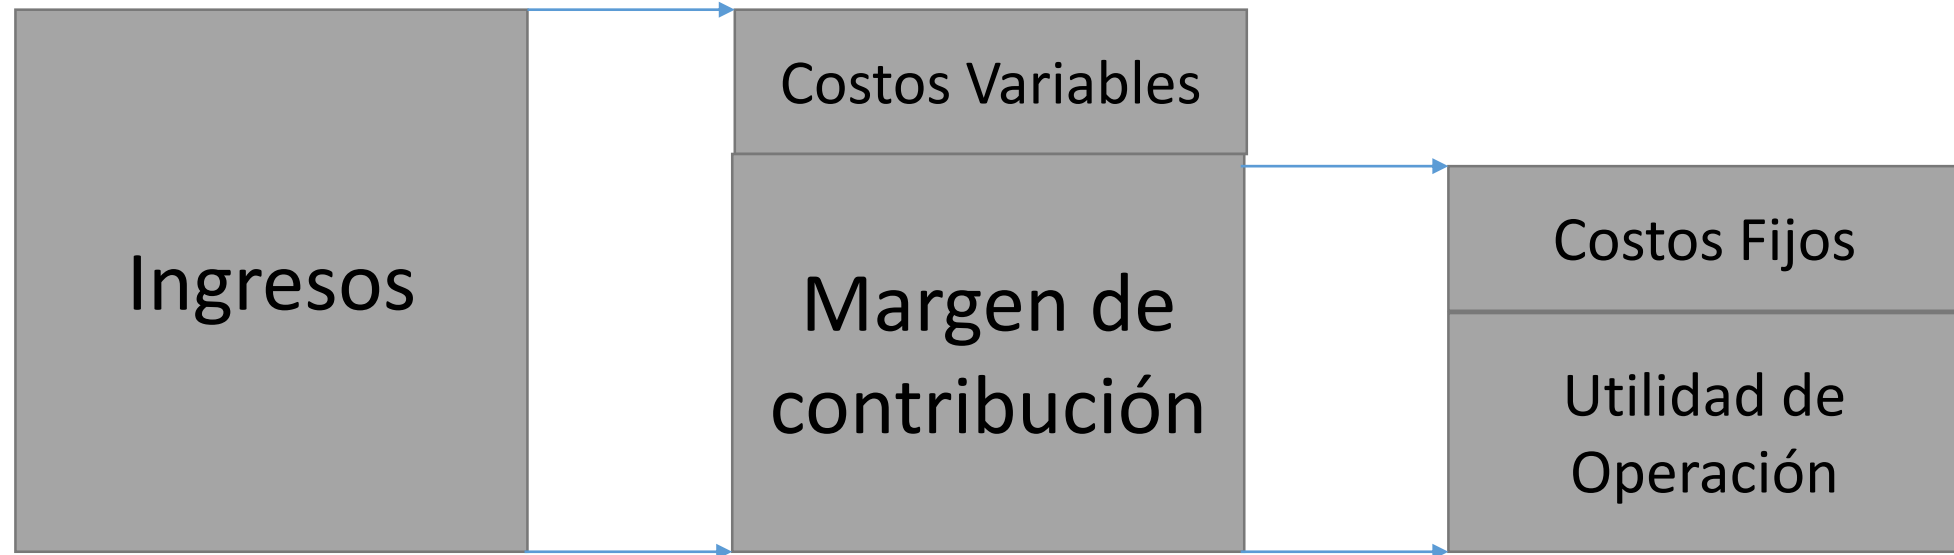 Ingresos
Costos Variables
Margen de
contribución
Costos Fijos
Utilidad de
Operación